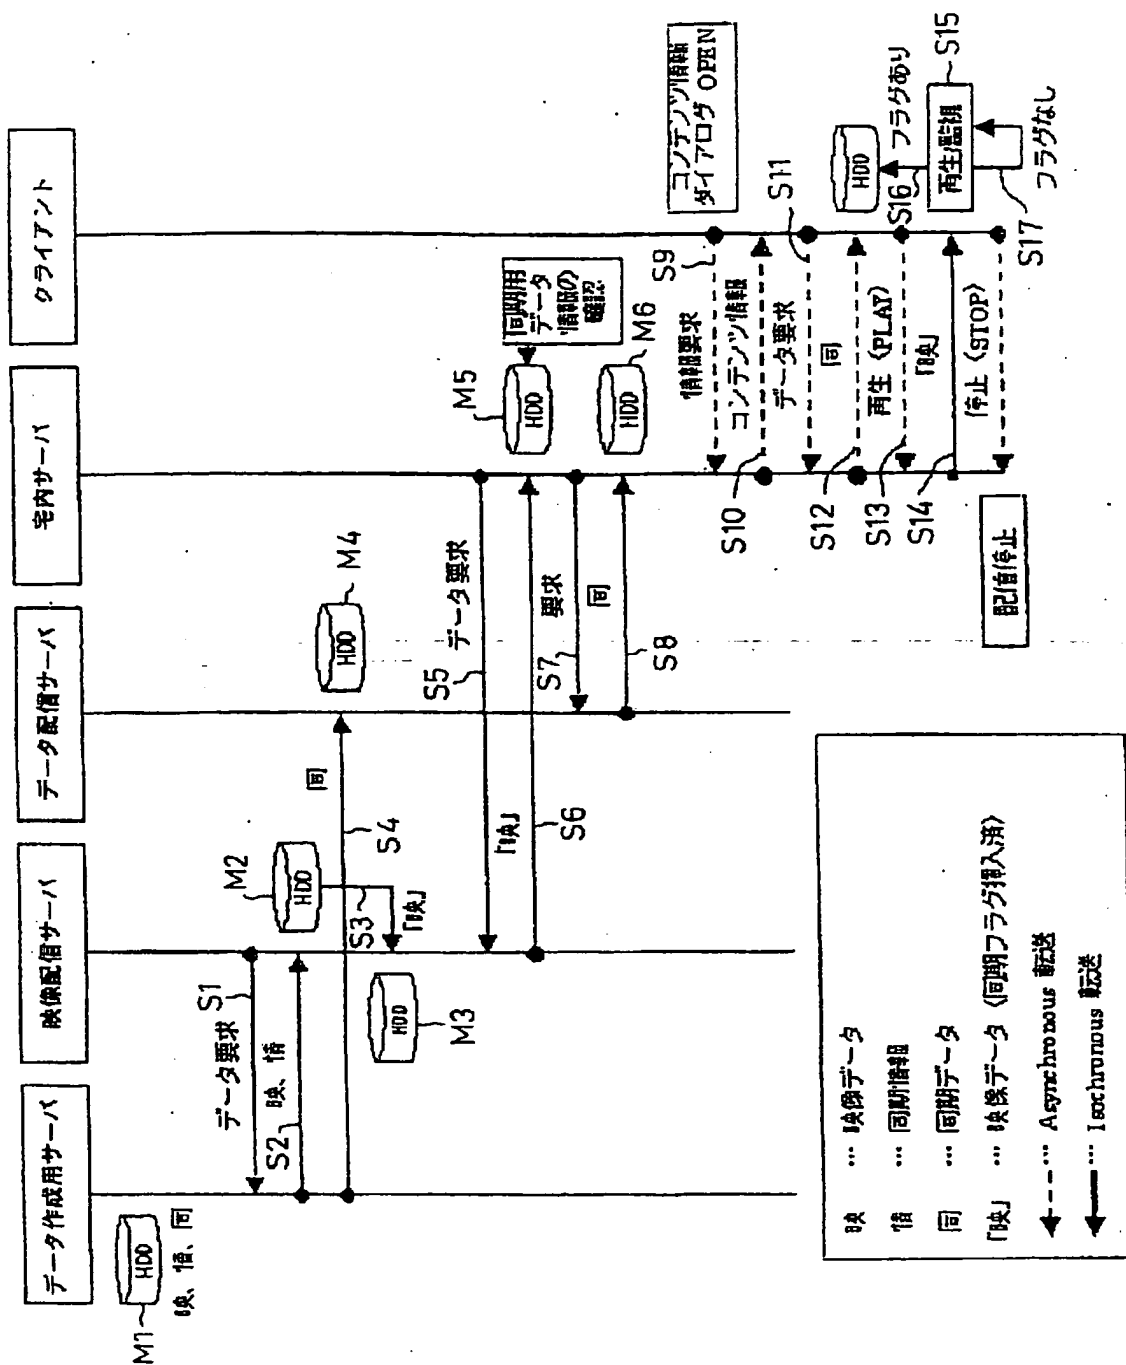 データ作成用サーバ
映像配信サーバ
データ配信サーバ
宅内サーバ
クライアント
M1
HDD
映、情、同
データ要求
S1
S2
映、情
M2
HDD
S3
「映」
HDD
M3
S4
同
HDD
M4
S5
データ要求
「映」
S6
M5
HDD
同期用
データ
情報の
確認
S7
要求
同
S8
HDD
M6
情報要求
S9
コンテンツ情報
ダイアログ OPEN
S10
コンテンツ情報
データ要求
S11
S12
同
S13
再生〈PLAY〉
S14
「映」
HDD
S16
フラグあり
再生監視
S15
フラグなし
S17
停止〈STOP〉
配信停止
映 … 映像データ
情 … 同期情報
同 … 同期データ
「映」 … 映像データ〈同期フラグ挿入済〉
… Asynchronous 転送
… Isochronous 転送